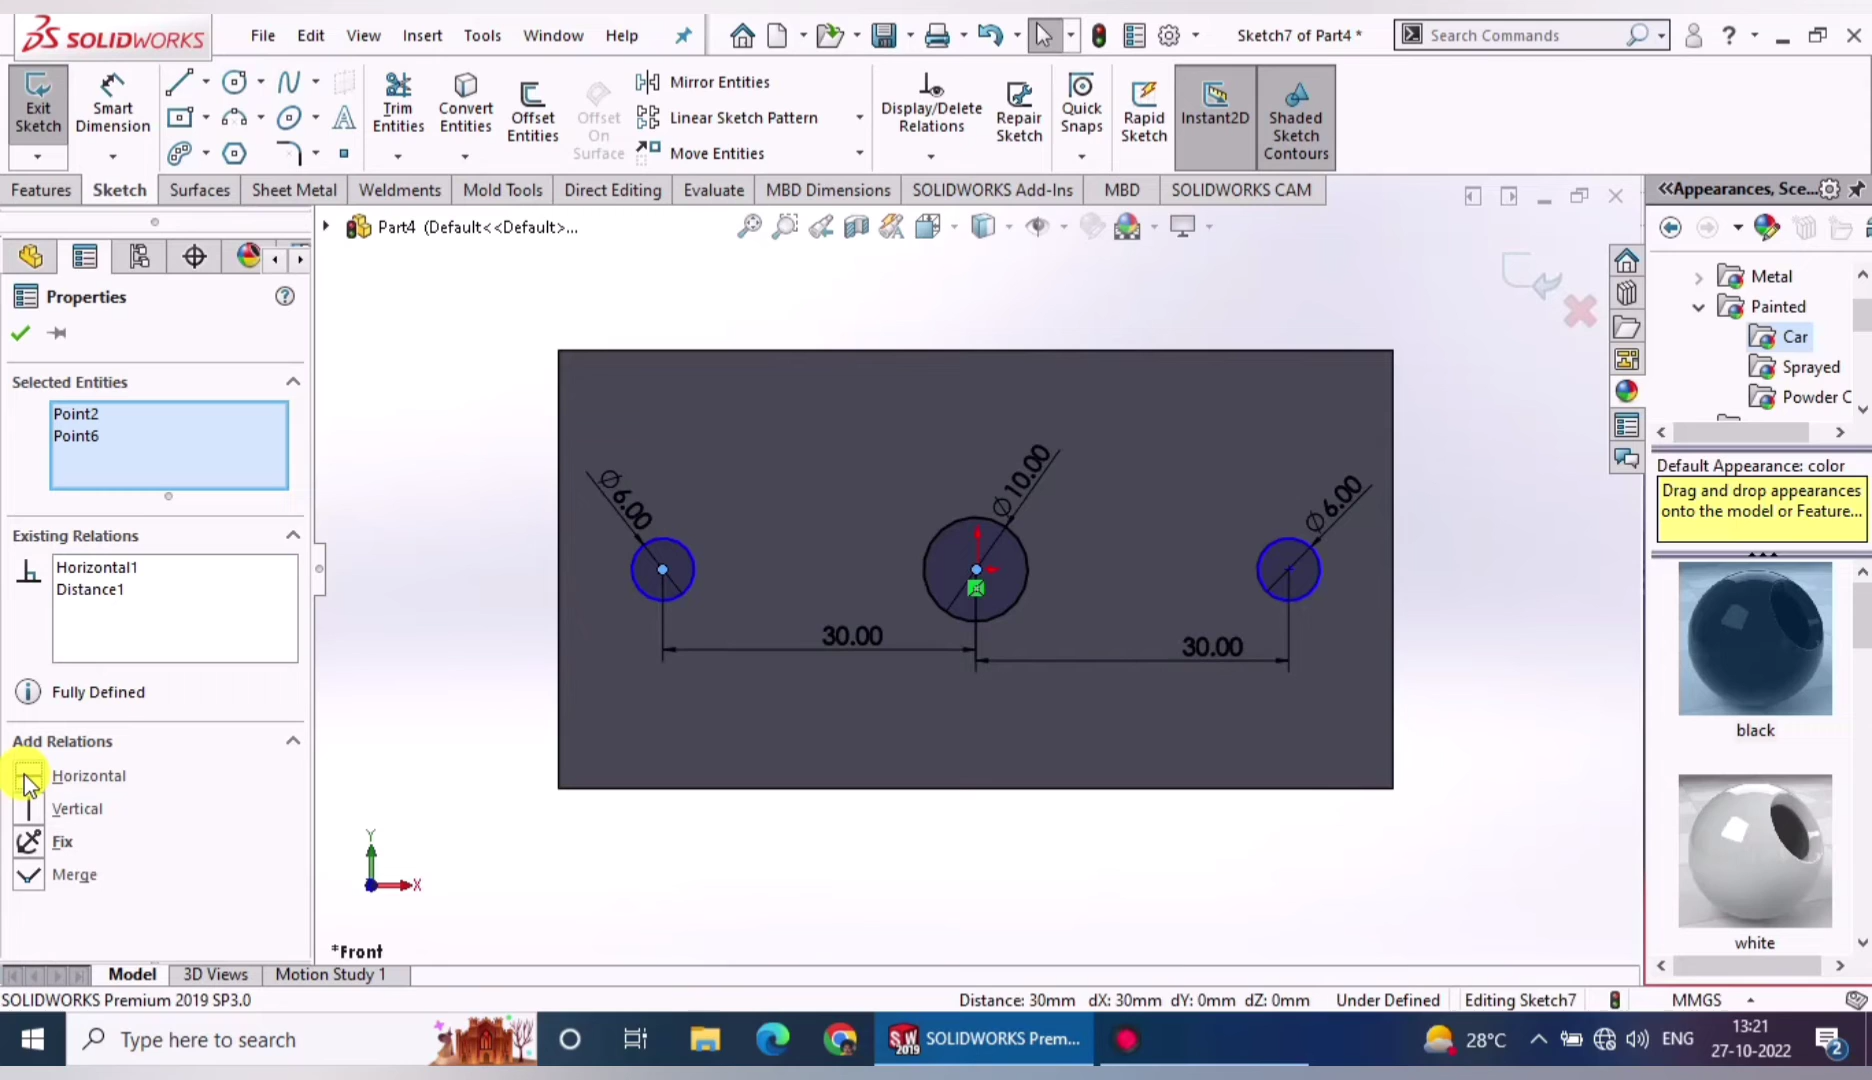 SOLIDWORKS
File Edit View Insert Tools Window Help
Sketch7 of Part4 *
Search Commands
Exit Sketch
Smart Dimension
Trim Entities
Convert Entities
Offset Entities
Offset On Surface
Mirror Entities
Linear Sketch Pattern
Move Entities
Display/Delete Relations
Repair Sketch
Quick Snaps
Rapid Sketch
Instant2D
Shaded Sketch Contours
Features Sketch Surfaces Sheet Metal Weldments Mold Tools Direct Editing Evaluate MBD Dimensions SOLIDWORKS Add-Ins MBD SOLIDWORKS CAM
Part4 (Default<<Default>...
Properties
Selected Entities
Point2
Point6
Existing Relations
Horizontal1
Distance1
Fully Defined
Add Relations
Horizontal
Vertical
Fix
Merge
Ø6.00
Ø10.00
Ø6.00
30.00
30.00
Y
X
*Front
<<Appearances, Sce...
Metal
Painted
Car
Sprayed
Powder C
Default Appearance: color
Drag and drop appearances
onto the model or Feature...
black
white
Model 3D Views Motion Study 1
SOLIDWORKS Premium 2019 SP3.0
Distance: 30mm dX: 30mm dY: 0mm dZ: 0mm Under Defined Editing Sketch7 MMGS
Type here to search
SW 2019
SOLIDWORKS Prem...
28°C
ENG
13:21
27-10-2022
2